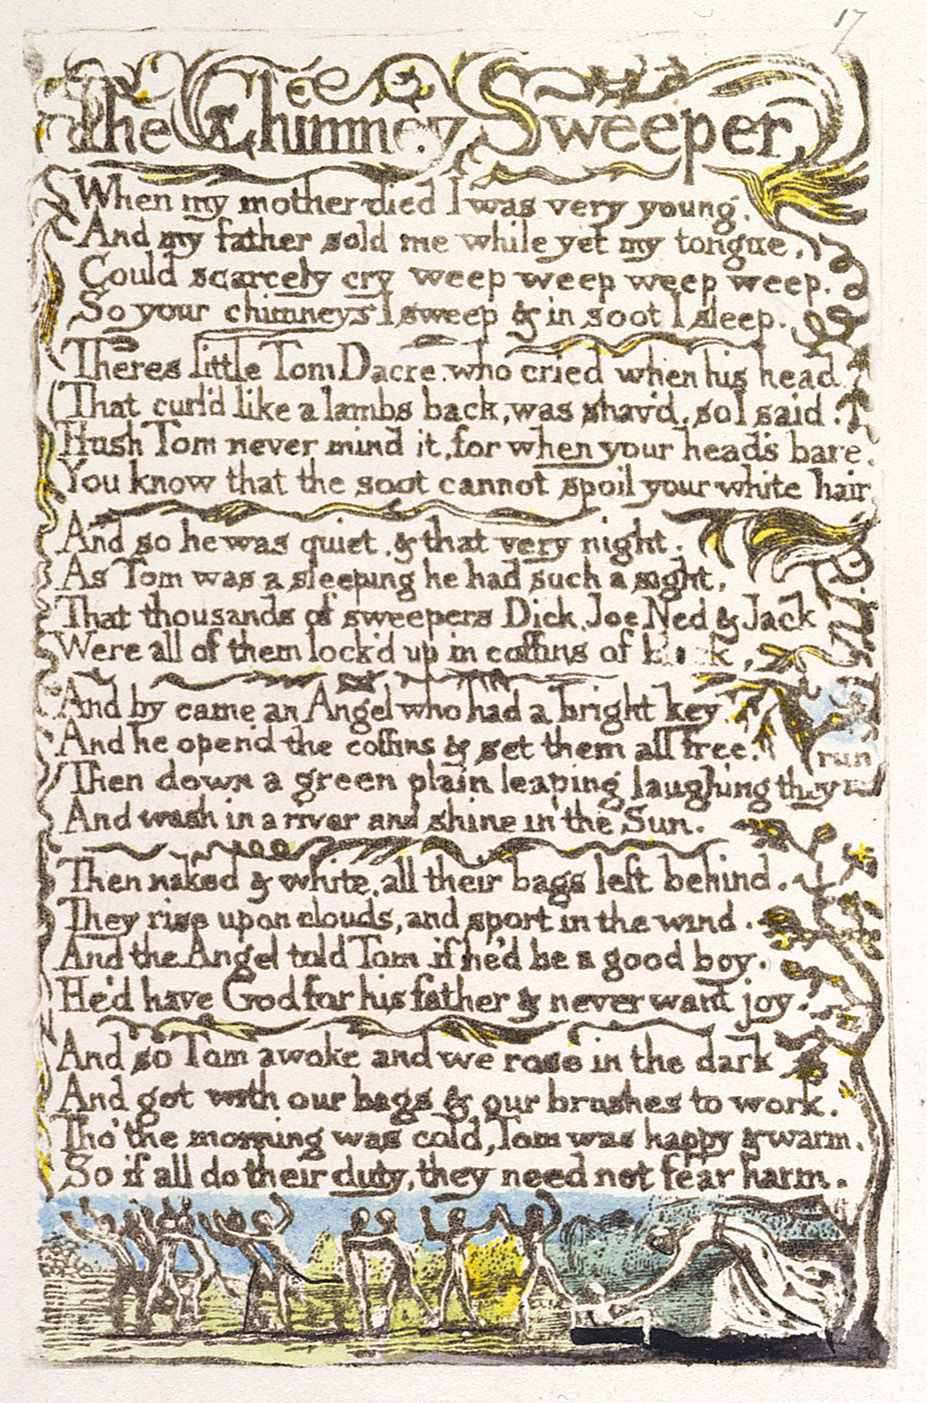 17
The Chimney Sweeper
When my mother died I was very young,
And my father sold me while yet my tongue,
Could scarcely cry weep weep weep weep.
So your chimneys I sweep & in soot I sleep.
Theres little Tom Dacre, who cried when his head
That curl'd like a lambs back, was shav'd, so I said.
Hush Tom never mind it, for when your head's bare,
You know that the soot cannot spoil your white hair
And so he was quiet, & that very night,
As Tom was a sleeping he had such a sight,
That thousands of sweepers Dick, Joe, Ned & Jack
Were all of them lock'd up in coffins of
And by came an Angel who had a bright key,
And he open'd the coffins & set them all free.
Then down a green plain leaping laughing they run
And wash in a river and shine in the Sun.
Then naked & white, all their bags left behind,
They rise upon clouds, and sport in the wind.
And the Angel told Tom if he'd be a good boy,
He'd have God for his father & never want joy.
And so Tom awoke and we rose in the dark
And got with our bags & our brushes to work.
Tho' the morning was cold, Tom was happy & warm,
So if all do their duty, they need not fear harm.